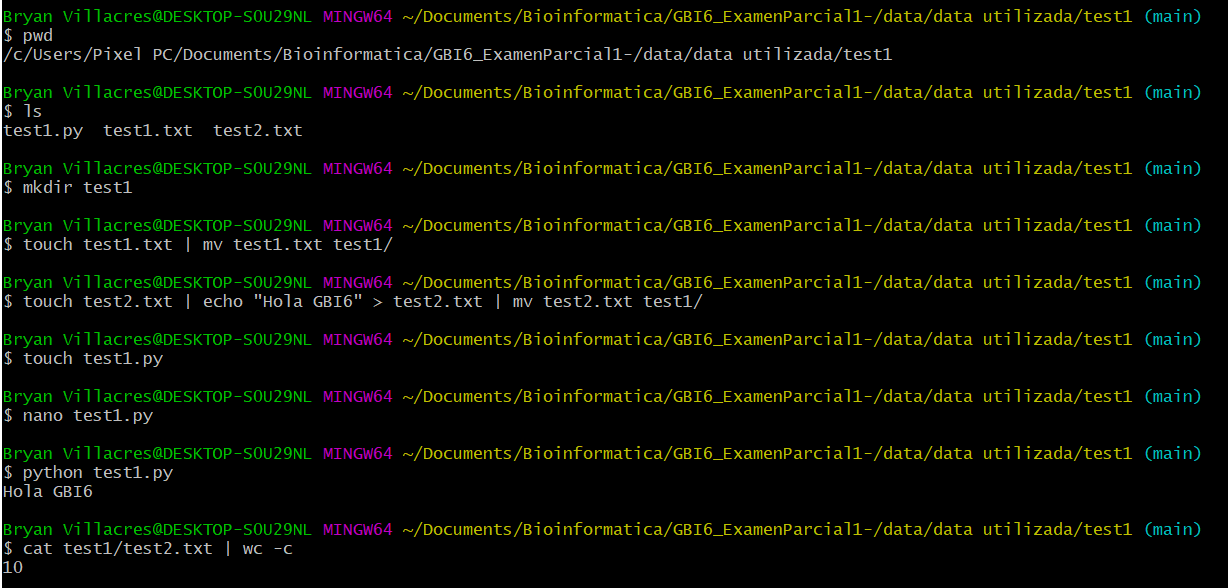 Bryan Villacres@DESKTOP-SOU29NL MINGW64 ~/Documents/Bioinformatica/GBI6_ExamenParcial1-/data/data utilizada/test1 (main)
$ pwd
/c/Users/Pixel PC/Documents/Bioinformatica/GBI6_ExamenParcial1-/data/data utilizada/test1
Bryan Villacres@DESKTOP-SOU29NL MINGW64 ~/Documents/Bioinformatica/GBI6_ExamenParcial1-/data/data utilizada/test1 (main)
$ ls
test1.py  test1.txt  test2.txt
Bryan Villacres@DESKTOP-SOU29NL MINGW64 ~/Documents/Bioinformatica/GBI6_ExamenParcial1-/data/data utilizada/test1 (main)
$ mkdir test1
Bryan Villacres@DESKTOP-SOU29NL MINGW64 ~/Documents/Bioinformatica/GBI6_ExamenParcial1-/data/data utilizada/test1 (main)
$ touch test1.txt | mv test1.txt test1/
Bryan Villacres@DESKTOP-SOU29NL MINGW64 ~/Documents/Bioinformatica/GBI6_ExamenParcial1-/data/data utilizada/test1 (main)
$ touch test2.txt | echo "Hola GBI6" > test2.txt | mv test2.txt test1/
Bryan Villacres@DESKTOP-SOU29NL MINGW64 ~/Documents/Bioinformatica/GBI6_ExamenParcial1-/data/data utilizada/test1 (main)
$ touch test1.py
Bryan Villacres@DESKTOP-SOU29NL MINGW64 ~/Documents/Bioinformatica/GBI6_ExamenParcial1-/data/data utilizada/test1 (main)
$ nano test1.py
Bryan Villacres@DESKTOP-SOU29NL MINGW64 ~/Documents/Bioinformatica/GBI6_ExamenParcial1-/data/data utilizada/test1 (main)
$ python test1.py
Hola GBI6
Bryan Villacres@DESKTOP-SOU29NL MINGW64 ~/Documents/Bioinformatica/GBI6_ExamenParcial1-/data/data utilizada/test1 (main)
$ cat test1/test2.txt | wc -c
10